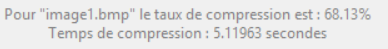 Pour "image1.bmp" le taux de compression est : 68.13%
Temps de compression : 5.11963 secondes